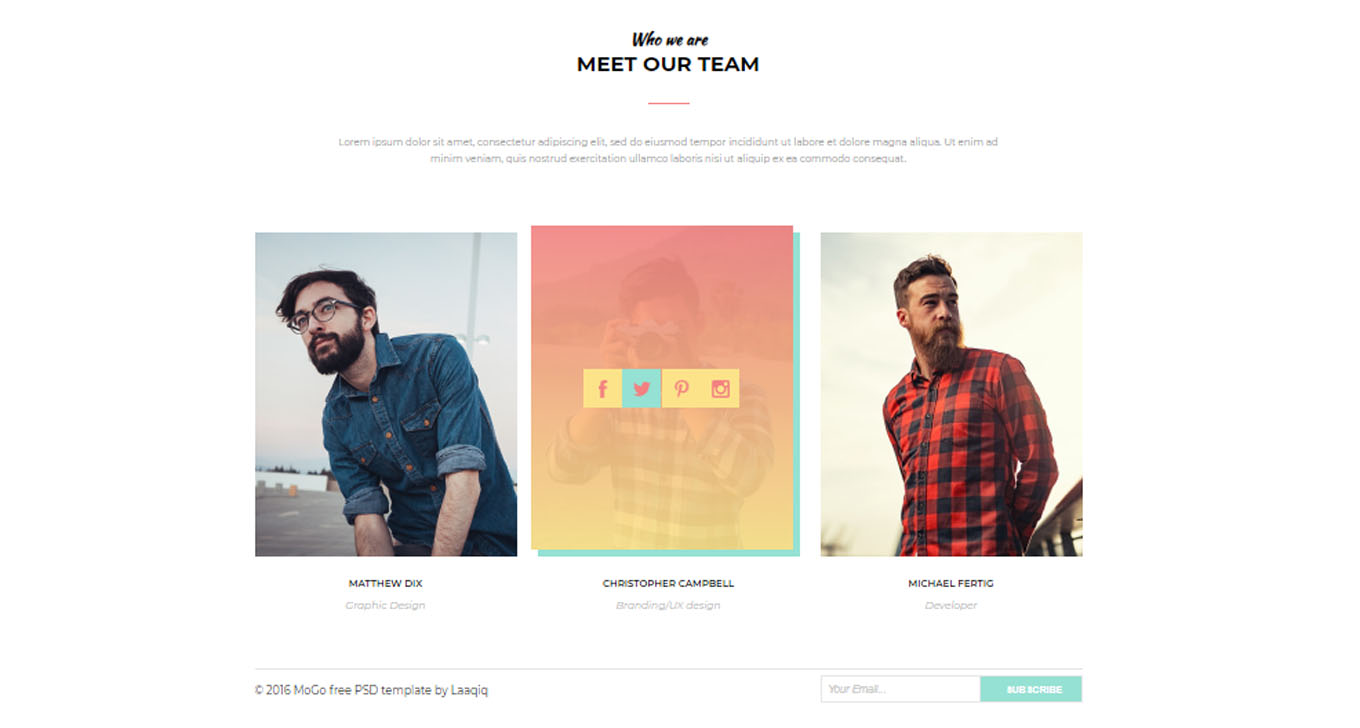 Who we are
MEET OUR TEAM
Lorem ipsum dolor sit amet, consectetur adipiscing elit, sed do eiusmod tempor incididunt ut labore et dolore magna aliqua. Ut enim ad
minim veniam, quis nostrud exercitation ullamco laboris nisi ut aliquip ex ea commodo consequat.
MATTHEW DIX
Graphic Design
CHRISTOPHER CAMPBELL
Branding/UX design
MICHAEL FERTIG
Developer
© 2016 MoGo free PSD template by Laaqiq
Your Email...
SUBSCRIBE